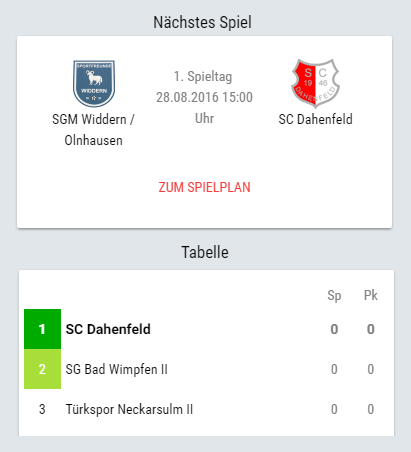 Nächstes Spiel
SPORTFREUNDE
WIDDERN
SGM Widdern /
Olnhausen
1. Spieltag
28.08.2016 15:00
Uhr
S C
19 46
DAHENFELD
SC Dahenfeld
ZUM SPIELPLAN
Tabelle
Sp Pk
1 SC Dahenfeld 0 0
2 SG Bad Wimpfen II 0 0
3 Türkspor Neckarsulm II 0 0